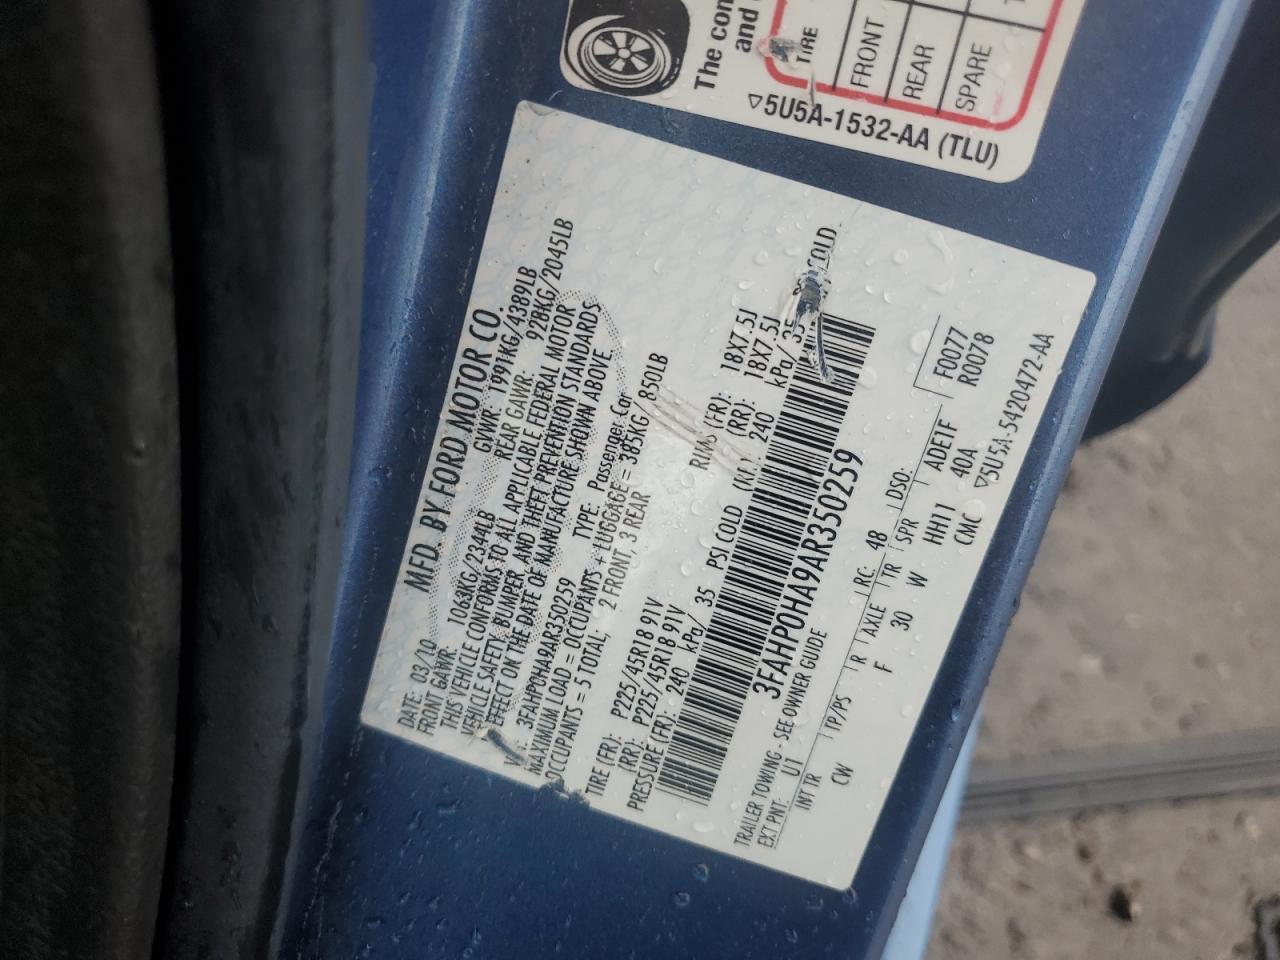 The con
and
TIRE
FRONT
REAR
SPARE
5U5A-1532-AA (TLU)
MFD. BY FORD MOTOR CO.
DATE: 03/10 GVWR: 1991KG/4389LB
FRONT GAWR: 1063KG/2344LB REAR GAWR: 928KG/2045LB
THIS VEHICLE CONFORMS TO ALL APPLICABLE FEDERAL MOTOR
VEHICLE SAFETY, BUMPER, AND THEFT PREVENTION STANDARDS
EFFECT ON THE DATE OF MANUFACTURE SHOWN ABOVE.
3FAHP0HA9AR350259 TYPE: Passenger Car
MAXIMUM LOAD = OCCUPANTS + LUGGAGE = 385KG/850LB
OCCUPANTS = 5 TOTAL; 2 FRONT, 3 REAR
TIRE (FR): P225/45R18 91V RIMS (FR): 18X7.5J
(RR): P225/45R18 91V (RR): 18X7.5J
PRESSURE (FR): 240 kPa/ 35 PSI COLD 240 kPa/ 35 COLD
3FAHP0HA9AR350259
TRAILER TOWING - SEE OWNER GUIDE
EXT PNT: U1 RC: 48 DSO: F0077
INT TR TP/PS R AXLE TR SPR ADE1F R0078
CW F 30 W HH11 40A
CMC 5U5A-5420472-AA